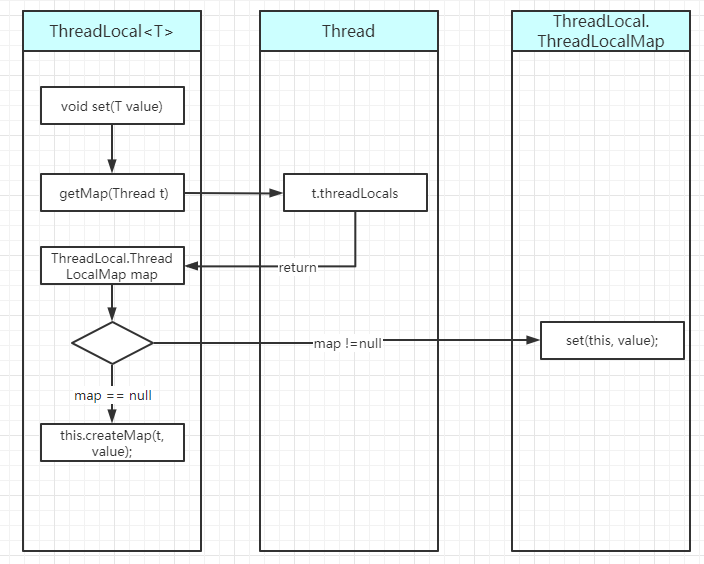 ThreadLocal<T>
Thread
ThreadLocal.
ThreadLocalMap
void set(T value)
getMap(Thread t)
t.threadLocals
ThreadLocal.Thread
LocalMap map
return
map !=null
set(this, value);
map == null
this.createMap(t,
value);